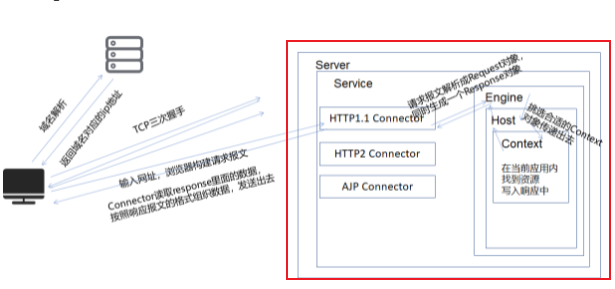 域名解析
返回域名对应的ip地址
TCP三次握手
输入网址，浏览器构建请求报文
Connector读取response里面的数据，
按照响应报文的格式组织数据，发送出去
Server
Service
HTTP1.1 Connector
HTTP2 Connector
AJP Connector
请求报文解析成Request对象，
同时生成一个Response对象
Engine
Host
挑选合适的Context
对象传递出去
Context
在当前应用内
找到资源
写入响应中